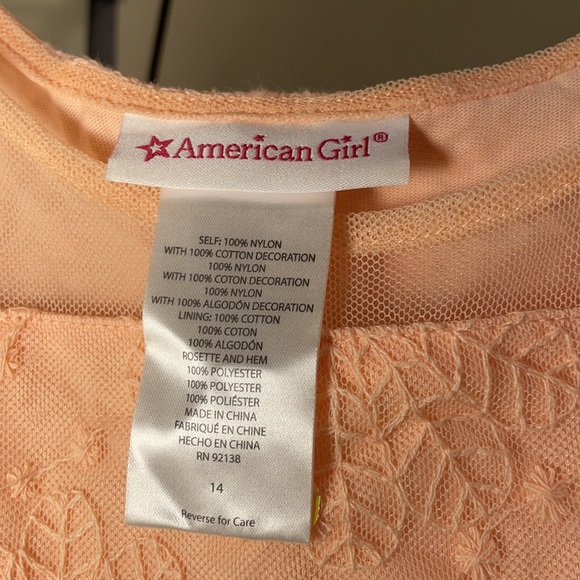 American Girl®
SELF: 100% NYLON
WITH 100% COTTON DECORATION
100% NYLON
WITH 100% COTON DECORATION
100% NYLON
WITH 100% ALGODÓN DECORATION
LINING: 100% COTTON
100% COTON
100% ALGODÓN
ROSETTE AND HEM
100% POLYESTER
100% POLYESTER
100% POLIÉSTER
MADE IN CHINA
FABRIQUÉ EN CHINE
HECHO EN CHINA
RN 92138
14
Reverse for Care